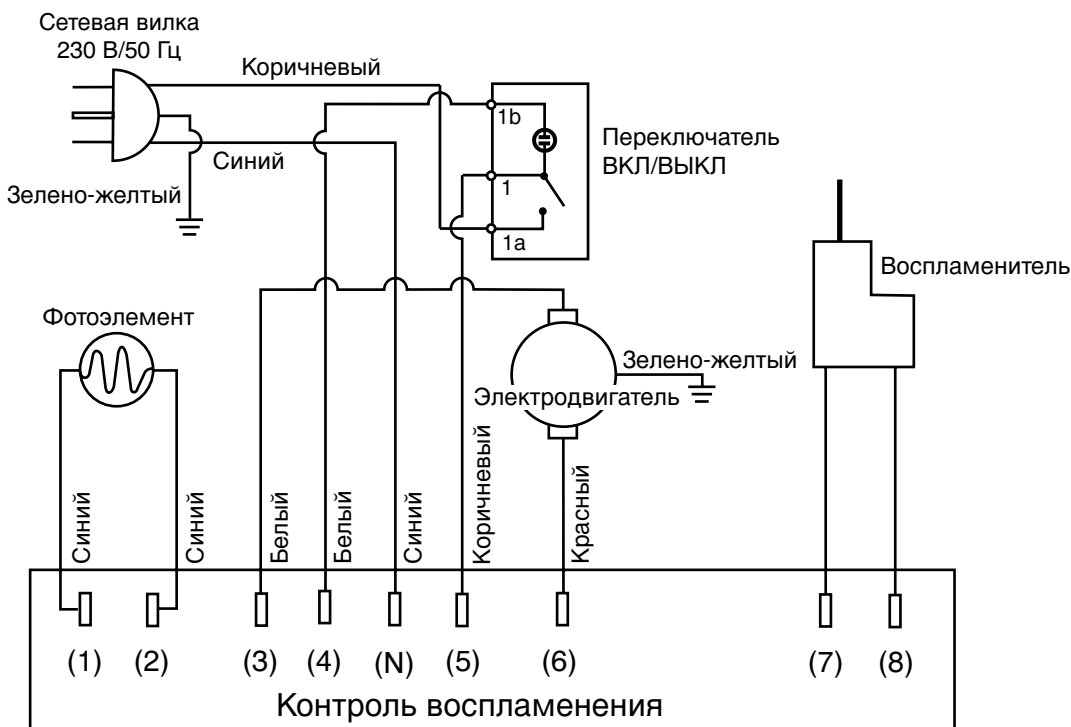 Сетевая вилка
230 В/50 Гц
Коричневый
1b
Переключатель
ВКЛ/ВЫКЛ
Синий
1
Зелено-желтый
1a
Воспламенитель
Фотоэлемент
Зелено-желтый
Электродвигатель
Синий
Синий
Белый
Белый
Синий
Коричневый
Красный
(1) (2) (3) (4) (N) (5) (6) (7) (8)
Контроль воспламенения